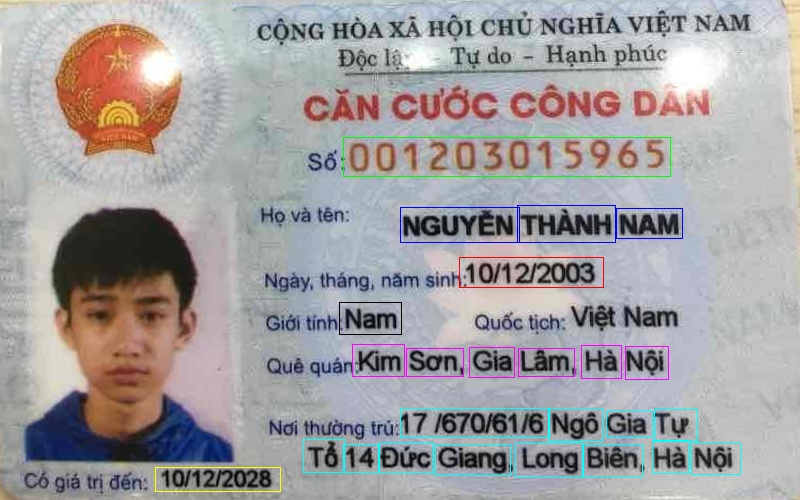 CỘNG HÒA XÃ HỘI CHỦ NGHĨA VIỆT NAM
Độc lậ Tự do – Hạnh phúc
CĂN CƯỚC CÔNG DÂN
Số: 001203015965
Họ và tên: NGUYỄN THÀNH NAM
Ngày, tháng, năm sinh: 10/12/2003
Giới tính: Nam Quốc tịch: Việt Nam
Quê quán: Kim Sơn, Gia Lâm, Hà Nội
Nơi thường trú: 17 /670/61/6 Ngô Gia Tự
Tổ 14 Đức Giang, Long Biên, Hà Nội
Có giá trị đến: 10/12/2028